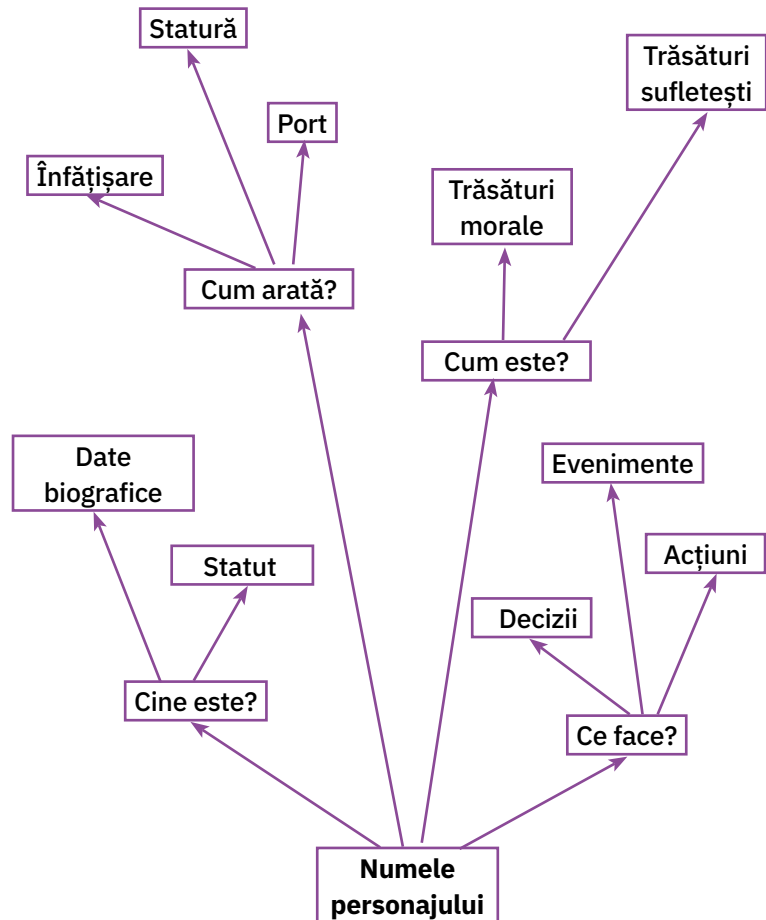 Statură
Trăsături
sufletești
Port
Înfățișare
Trăsături
morale
Cum arată?
Cum este?
Date
biografice
Evenimente
Statut
Acțiuni
Decizii
Cine este?
Ce face?
Numele
personajului